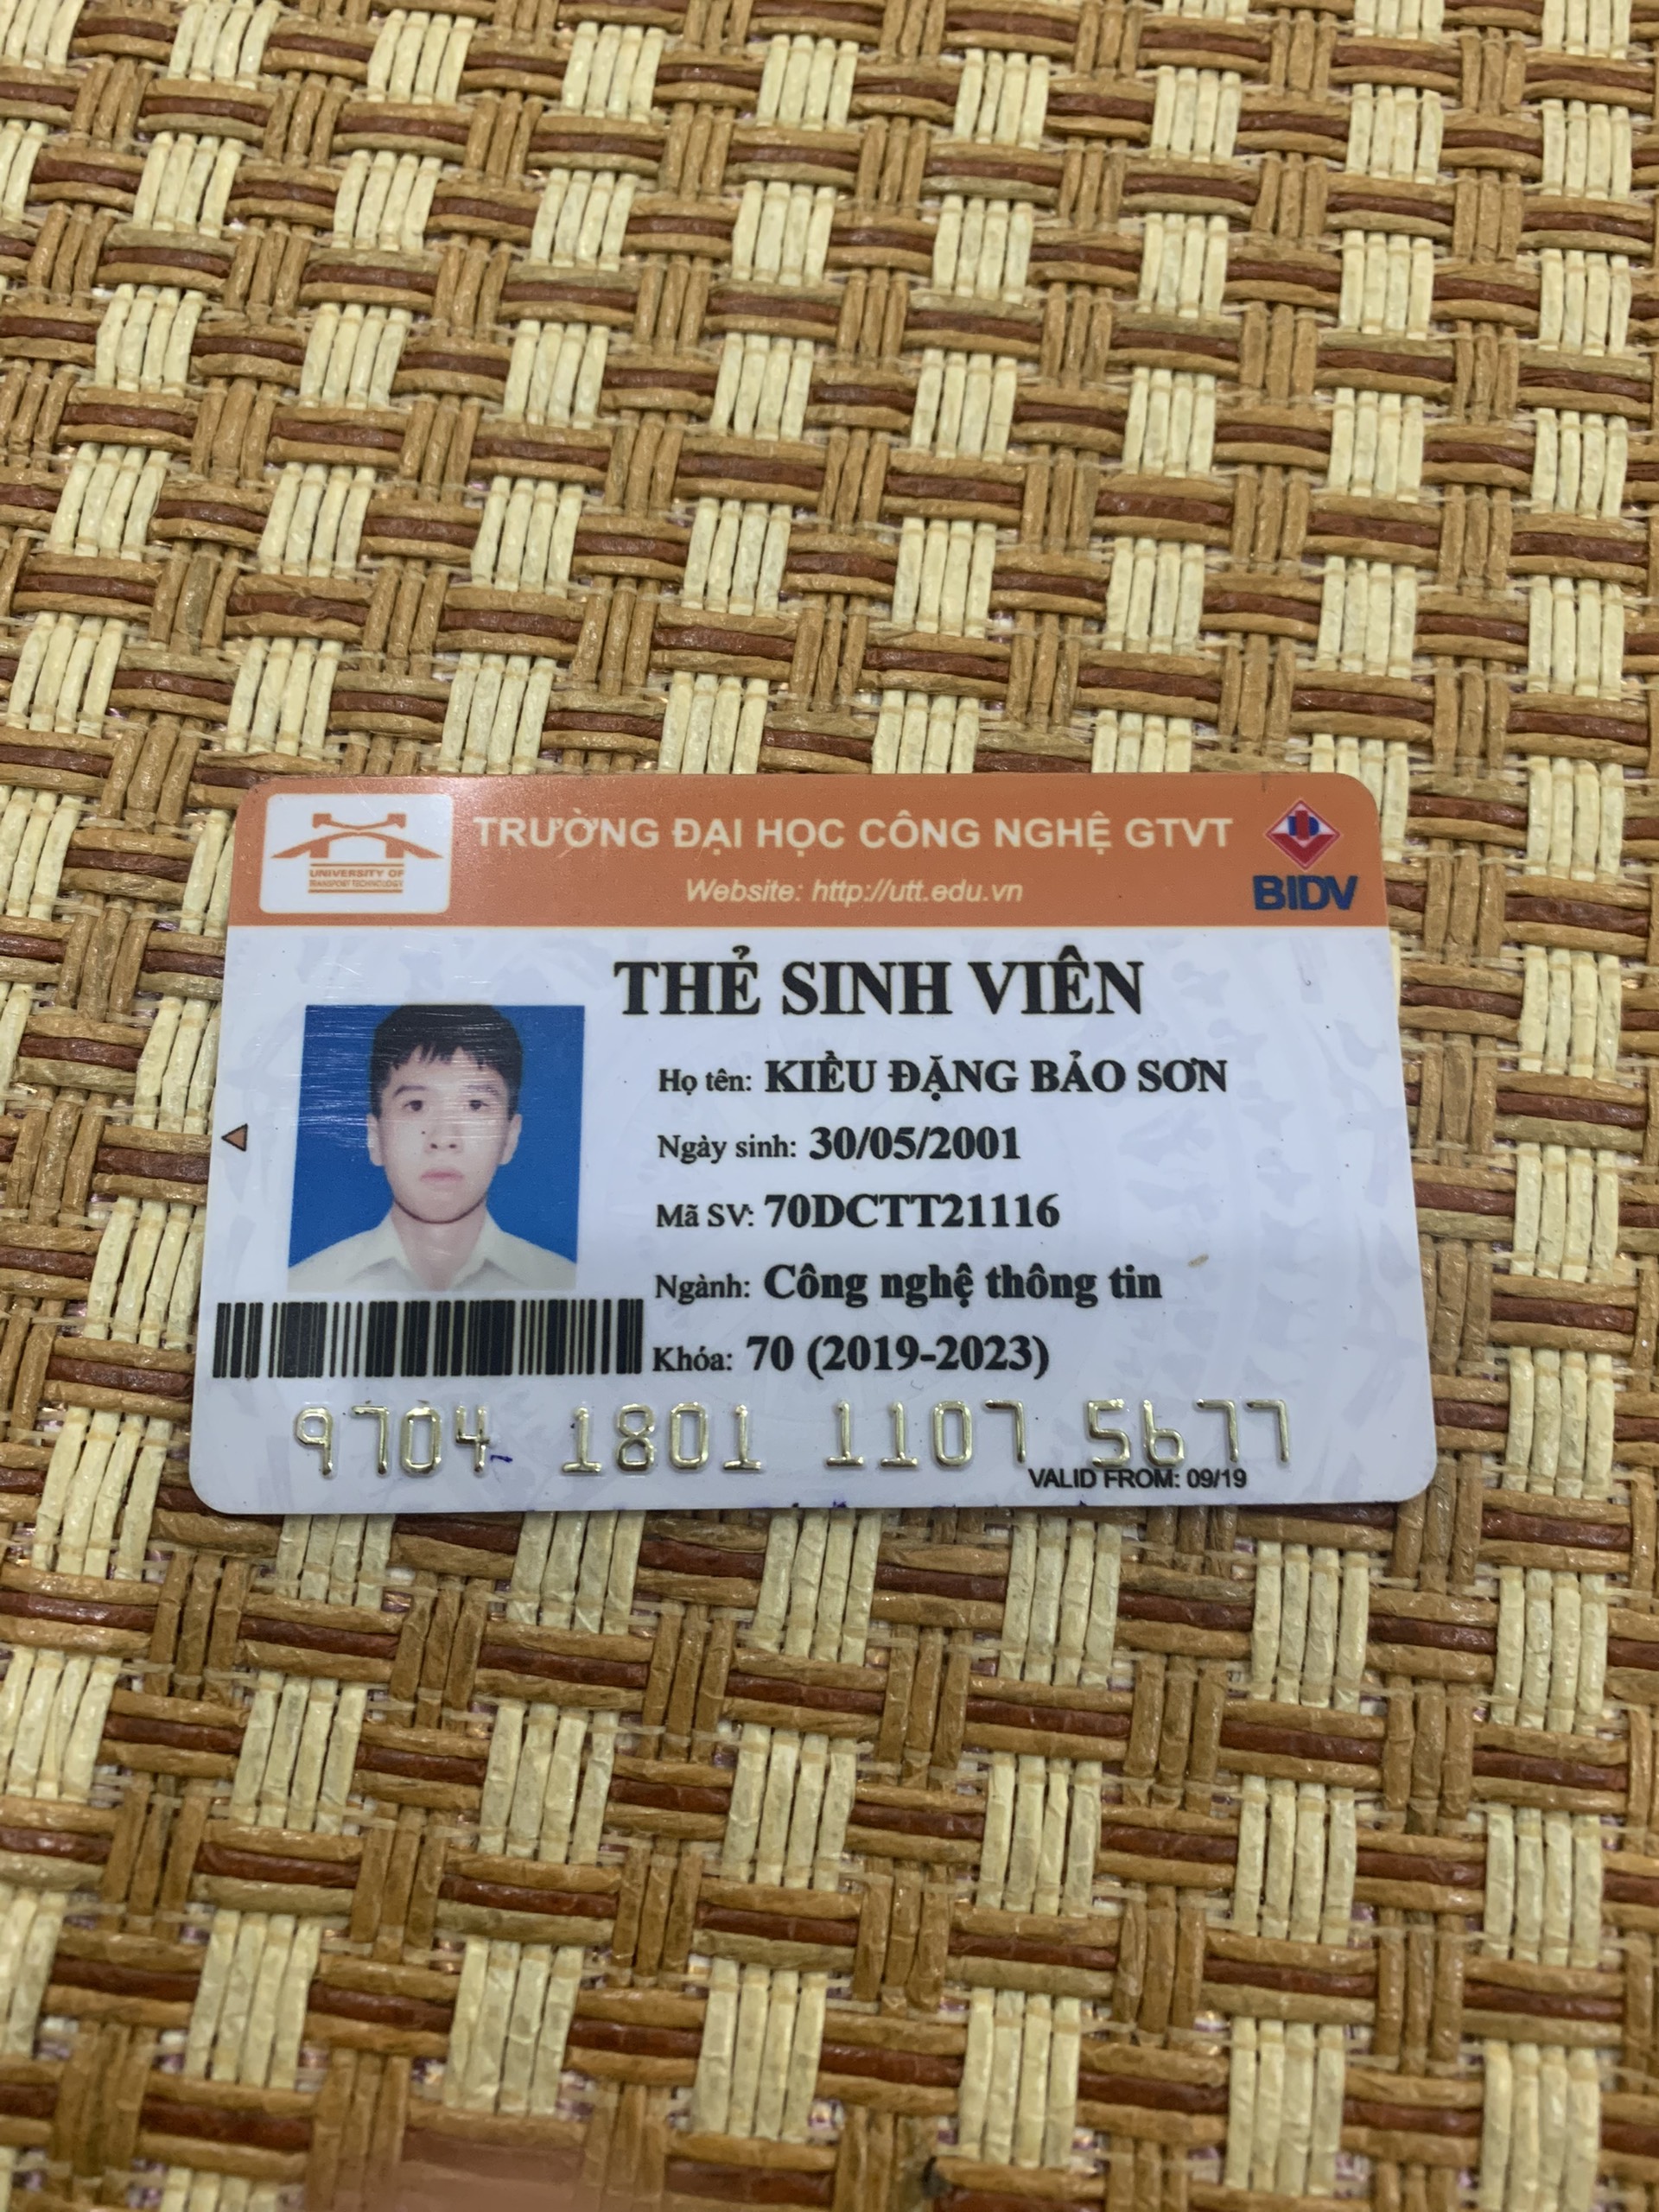 UNIVERSITY OF
TRANSPORT TECHNOLOGY
TRƯỜNG ĐẠI HỌC CÔNG NGHỆ GTVT
Website: http://utt.edu.vn
BIDV
THẺ SINH VIÊN
Họ tên: KIỀU ĐẶNG BẢO SƠN
Ngày sinh: 30/05/2001
Mã SV: 70DCTT21116
Ngành: Công nghệ thông tin
Khóa: 70 (2019-2023)
9704 1801 1107 5677
VALID FROM: 09/19